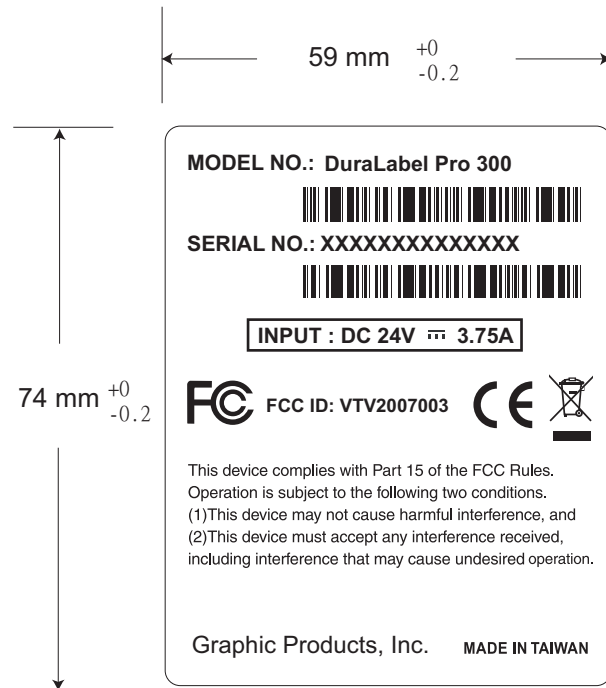 59 mm +0 -0.2
MODEL NO.: DuraLabel Pro 300
SERIAL NO.: XXXXXXXXXXXXXX
INPUT : DC 24V ⎓ 3.75A
74 mm +0 -0.2
FC FCC ID: VTV2007003 CE
This device complies with Part 15 of the FCC Rules.
Operation is subject to the following two conditions.
(1)This device may not cause harmful interference, and
(2)This device must accept any interference received,
including interference that may cause undesired operation.
Graphic Products, Inc. MADE IN TAIWAN